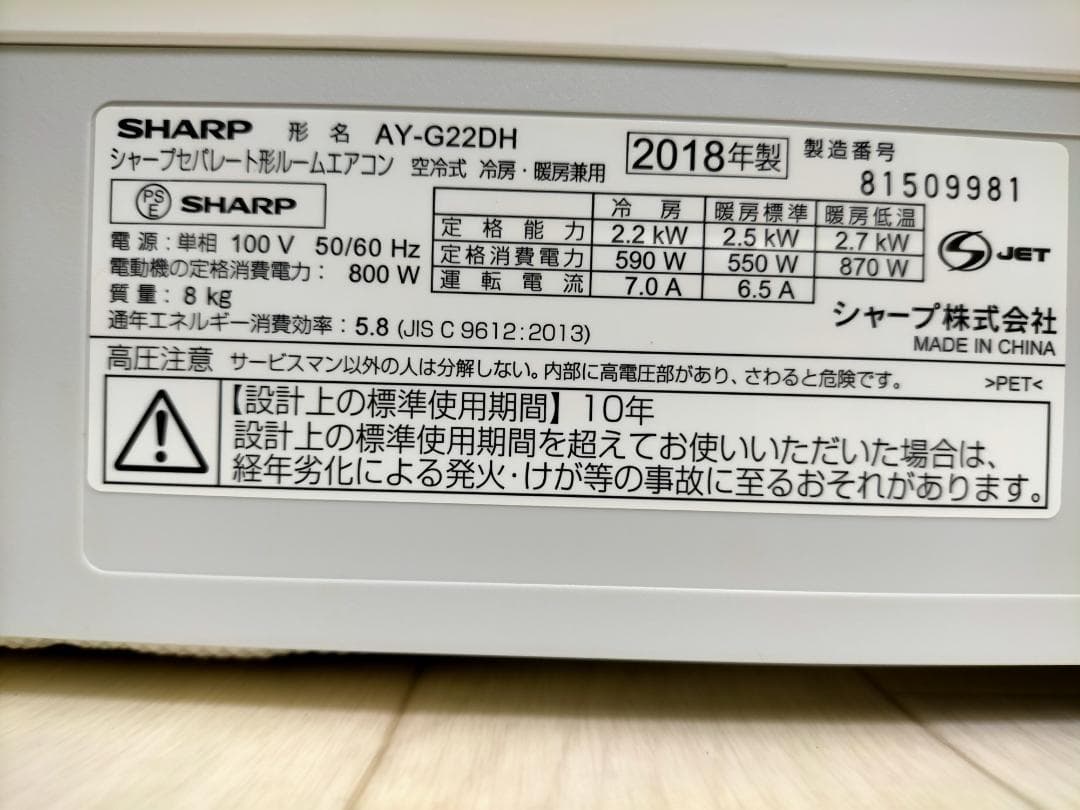 SHARP 形名 AY-G22DH 2018年製 製造番号
シャープセパレート形ルームエアコン 空冷式 冷房・暖房兼用 81509981
PS E SHARP
冷房 暖房標準 暖房低温
定格能力 2.2 kW 2.5 kW 2.7 kW
定格消費電力 590 W 550 W 870 W
運転電流 7.0 A 6.5 A
JET
電源:単相 100 V 50/60 Hz
電動機の定格消費電力: 800 W
質量:8 kg
通年エネルギー消費効率:5.8 (JIS C 9612:2013)
シャープ株式会社
MADE IN CHINA
高圧注意 サービスマン以外の人は分解しない。内部に高電圧部があり、さわると危険です。 >PET<
【設計上の標準使用期間】10年
設計上の標準使用期間を超えてお使いいただいた場合は、
経年劣化による発火・けが等の事故に至るおそれがあります。